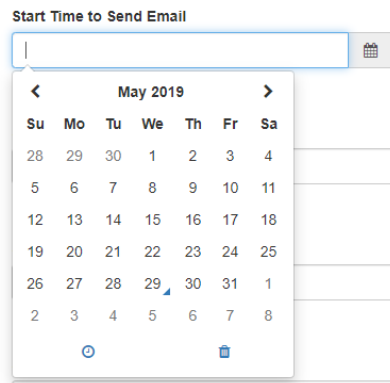 Start Time to Send Email
May 2019
Su Mo Tu We Th Fr Sa
28 29 30 1 2 3 4
5 6 7 8 9 10 11
12 13 14 15 16 17 18
19 20 21 22 23 24 25
26 27 28 29 30 31 1
2 3 4 5 6 7 8